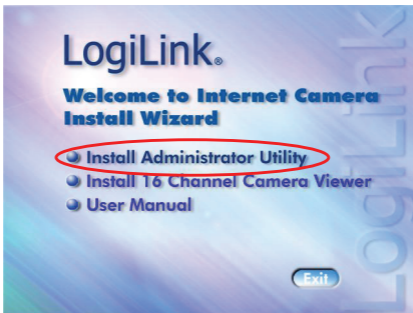 LogiLink®
Welcome to Internet Camera
Install Wizard
Install Administrator Utility
Install 16 Channel Camera Viewer
User Manual
Exit
LogiLink